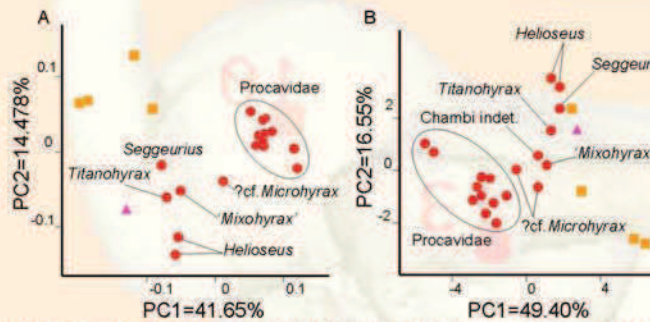 A
PC2=14.478%
0.1
0
-0.1
Procavidae
Seggeurius
Titanohyrax
?cf. Microhyrax
'Mixohyrax'
Helioseus
-0.1
0
0.1
PC1=41.65%
B
PC2=16.55%
2
0
-2
Helioseus
Seggeuri
Titanohyrax
Chambi indet.
'Mixohyrax
?cf. Microhyrax
Procavidae
-4
0
4
PC1=49.40%